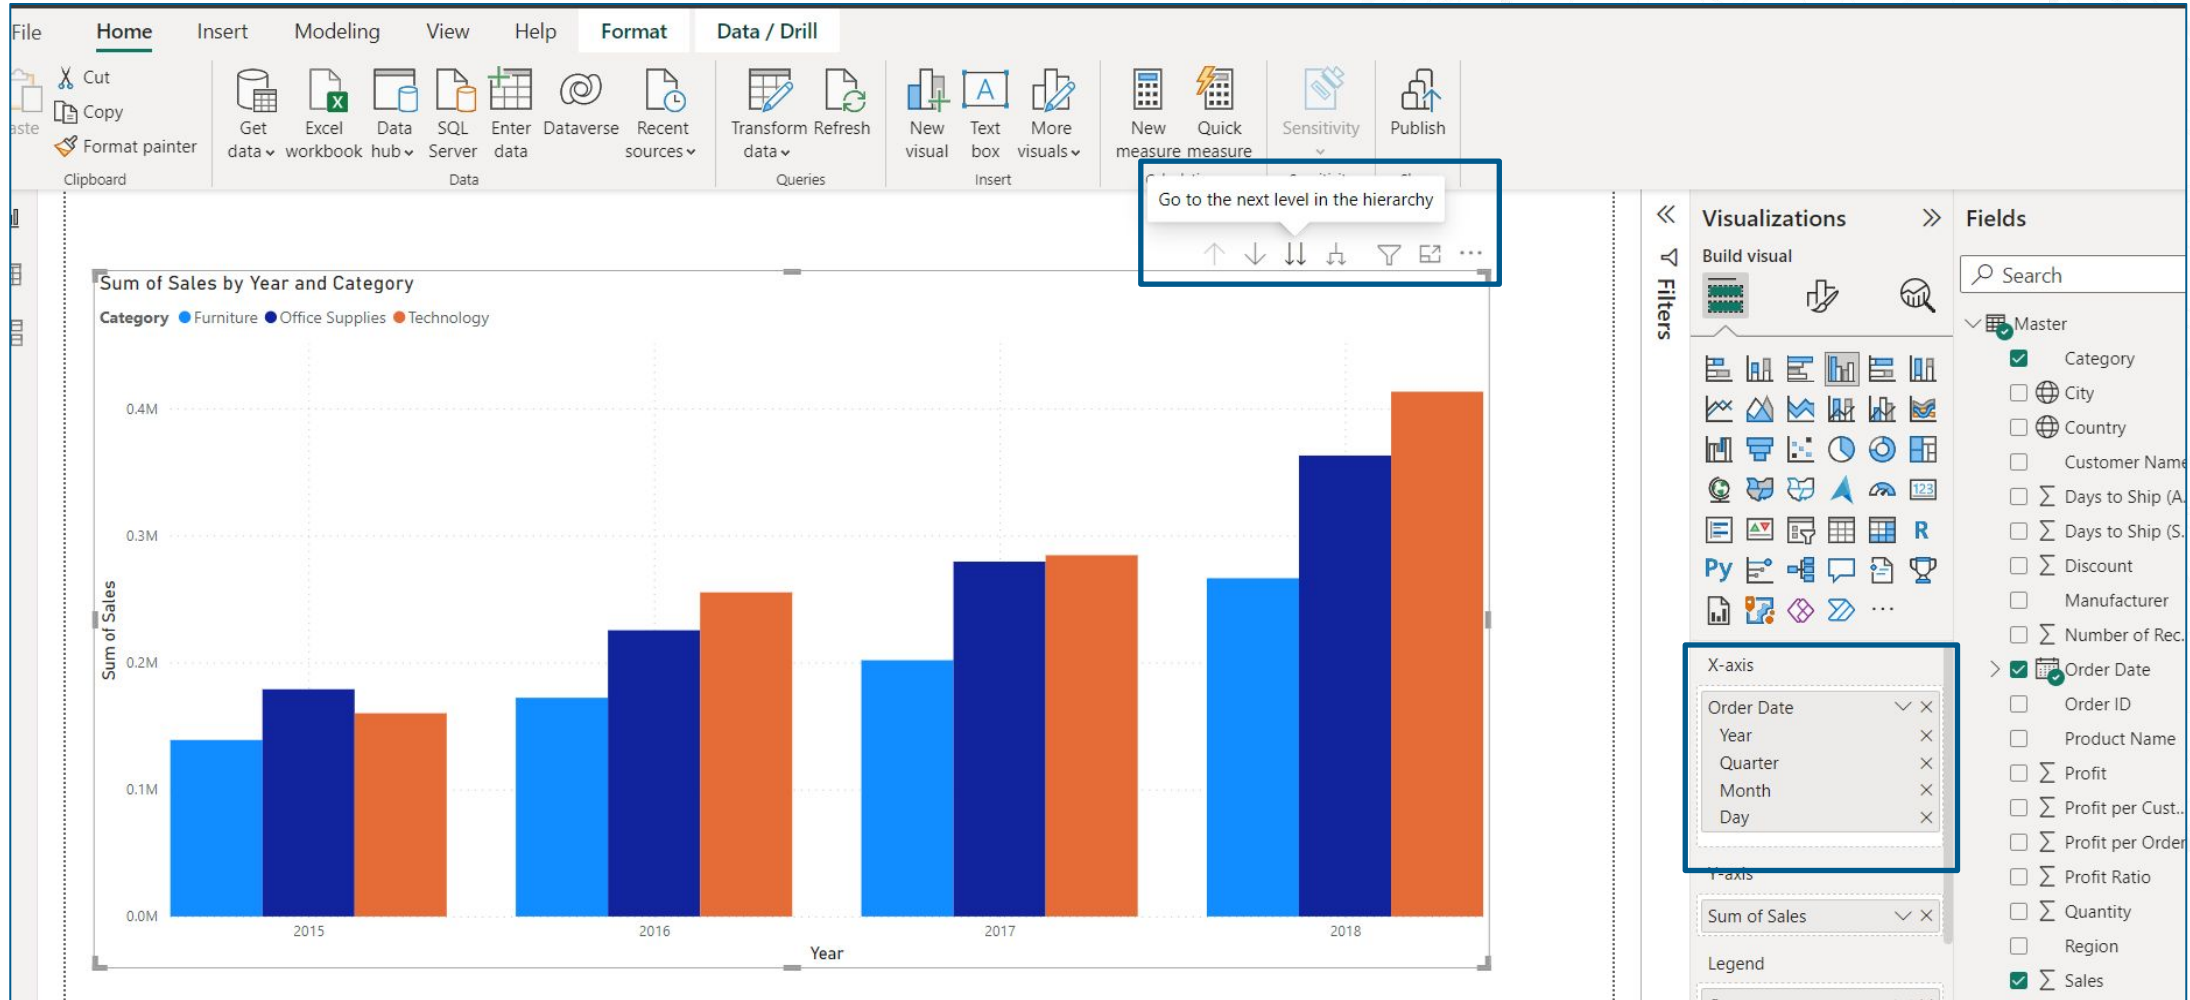 File Home Insert Modeling View Help Format Data / Drill
Cut
Copy
Format painter
Clipboard
Get data
Excel workbook
Data hub
SQL Server
Enter data
Dataverse
Recent sources
Data
Transform data
Refresh
Queries
New visual
Text box
More visuals
Insert
New measure
Quick measure
Sensitivity
Publish
Go to the next level in the hierarchy
Sum of Sales by Year and Category
Category Furniture Office Supplies Technology
Sum of Sales
0.4M
0.3M
0.2M
0.1M
0.0M
2015 2016 2017 2018
Year
Filters
Visualizations
Build visual
123
R
Py
X-axis
Order Date
Year
Quarter
Month
Day
Y-axis
Sum of Sales
Legend
Fields
Search
Master
Category
City
Country
Customer Name
Days to Ship (A..
Days to Ship (S..
Discount
Manufacturer
Number of Rec..
Order Date
Order ID
Product Name
Profit
Profit per Cust..
Profit per Order
Profit Ratio
Quantity
Region
Sales